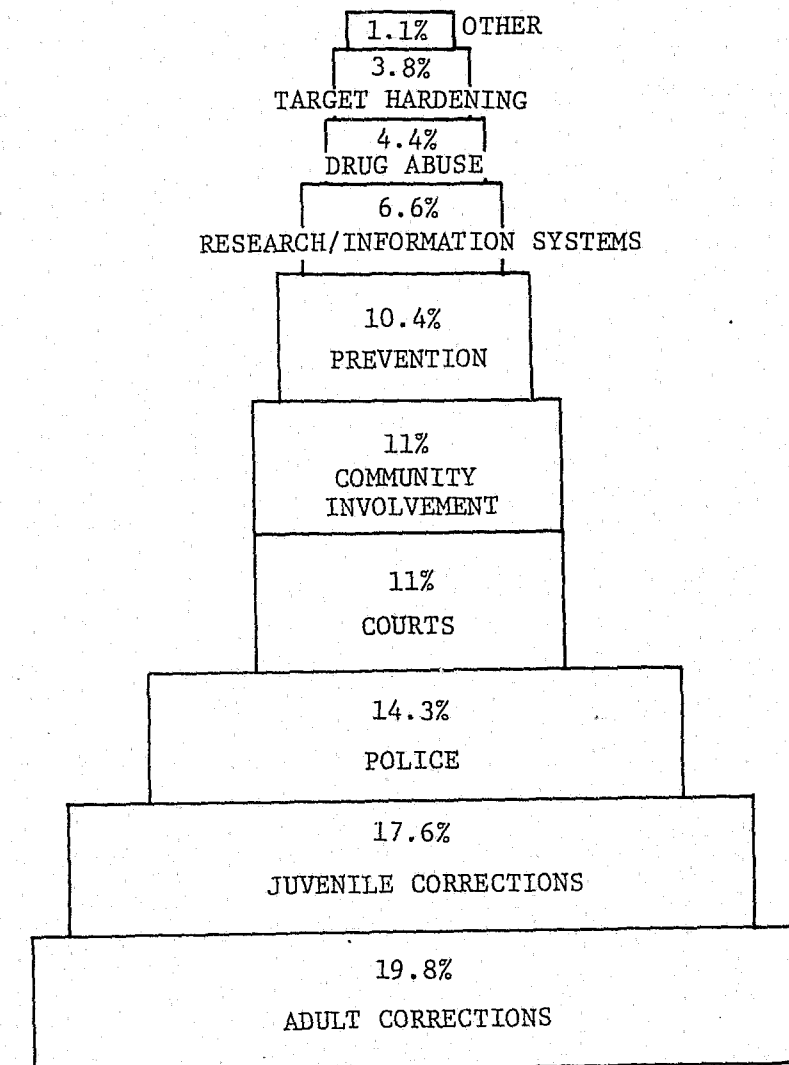 1.1% OTHER
3.8%
TARGET HARDENING
4.4%
DRUG ABUSE
6.6%
RESEARCH/INFORMATION SYSTEMS
10.4%
PREVENTION
11%
COMMUNITY
INVOLVEMENT
11%
COURTS
14.3%
POLICE
17.6%
JUVENILE CORRECTIONS
19.8%
ADULT CORRECTIONS